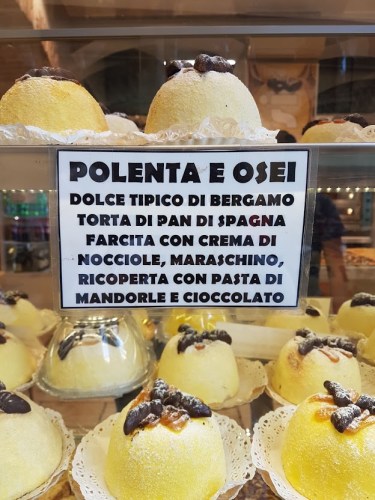 POLENTA E OSEI
DOLCE TIPICO DI BERGAMO
TORTA DI PAN DI SPAGNA
FARCITA CON CREMA DI
NOCCIOLE, MARASCHINO,
RICOPERTA CON PASTA DI
MANDORLE E CIOCCOLATO